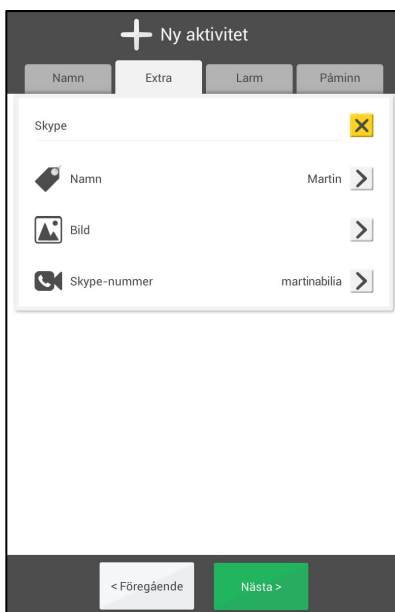 Ny aktivitet
Namn Extra Larm Påminn
Skype
Namn Martin
Bild
Skype-nummer martinabilia
< Föregående Nästa >